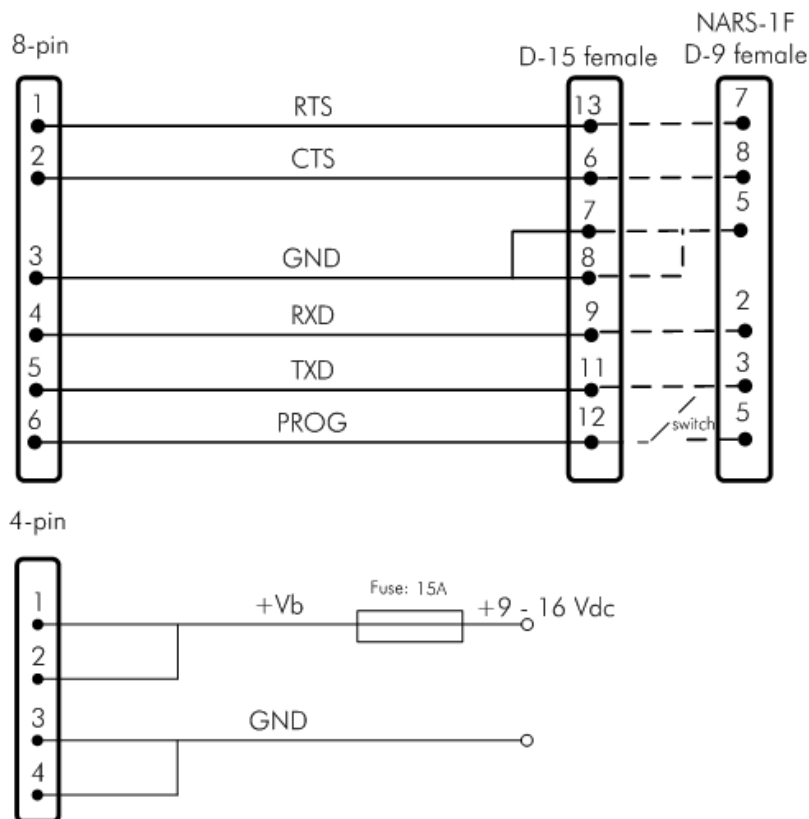 NARS-1F
8-pin D-15 female D-9 female
1 RTS 13 7
2 CTS 6 8
7 5
3 GND 8
4 RXD 9 2
5 TXD 11 3
6 PROG 12 switch 5
4-pin
1 +Vb Fuse: 15A +9 - 16 Vdc
2
3 GND
4